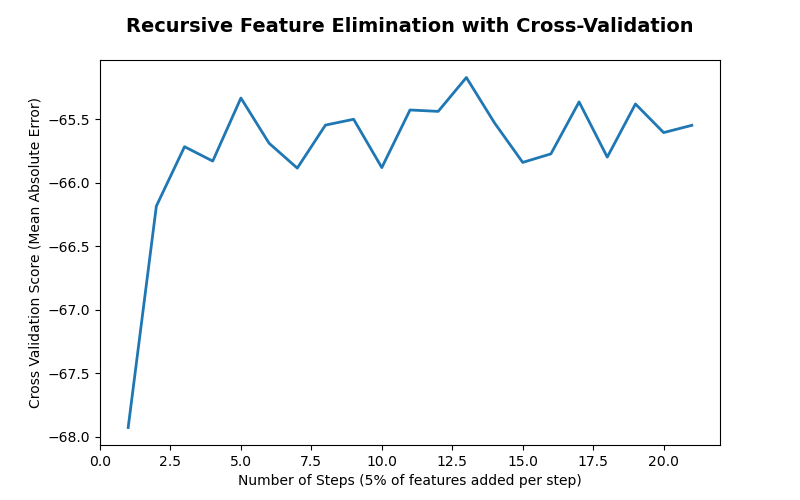 Recursive Feature Elimination with Cross-Validation
Cross Validation Score (Mean Absolute Error)
−65.5
−66.0
−66.5
−67.0
−67.5
−68.0
0.0 2.5 5.0 7.5 10.0 12.5 15.0 17.5 20.0
Number of Steps (5% of features added per step)